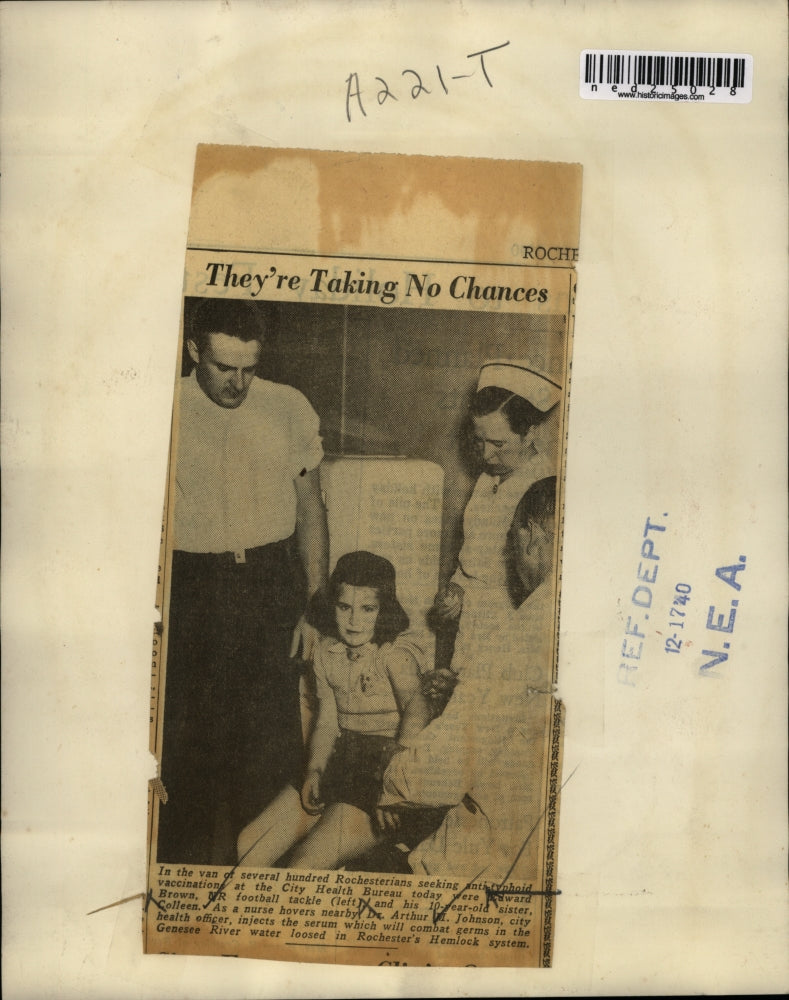 A221-T
ned25028
www.historicimages.com
ROCHE
They're Taking No Chances
In the van of several hundred Rochesterians seeking anti-typhoid
vaccinations at the City Health Bureau today were Edward
Brown, UR football tackle (left) and his 10-year-old sister,
Colleen. As a nurse hovers nearby, Dr. Arthur M. Johnson, city
health officer, injects the serum which will combat germs in the
Genesee River water loosed in Rochester's Hemlock system.
REF. DEPT.
12-17'40
N.E.A.